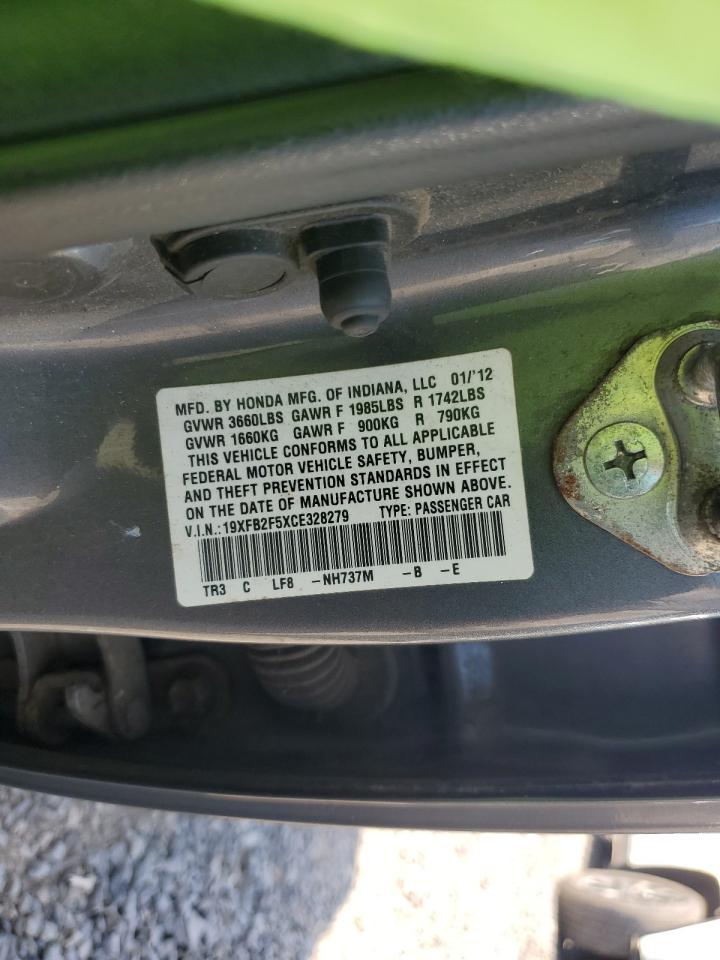 MFD. BY HONDA MFG. OF INDIANA, LLC 01/'12
GVWR 3660LBS GAWR F 1985LBS R 1742LBS
GVWR 1660KG GAWR F 900KG R 790KG
THIS VEHICLE CONFORMS TO ALL APPLICABLE
FEDERAL MOTOR VEHICLE SAFETY, BUMPER,
AND THEFT PREVENTION STANDARDS IN EFFECT
ON THE DATE OF MANUFACTURE SHOWN ABOVE.
V.I.N.:19XFB2F5XCE328279 TYPE: PASSENGER CAR
TR3 C LF8 -NH737M -B -E